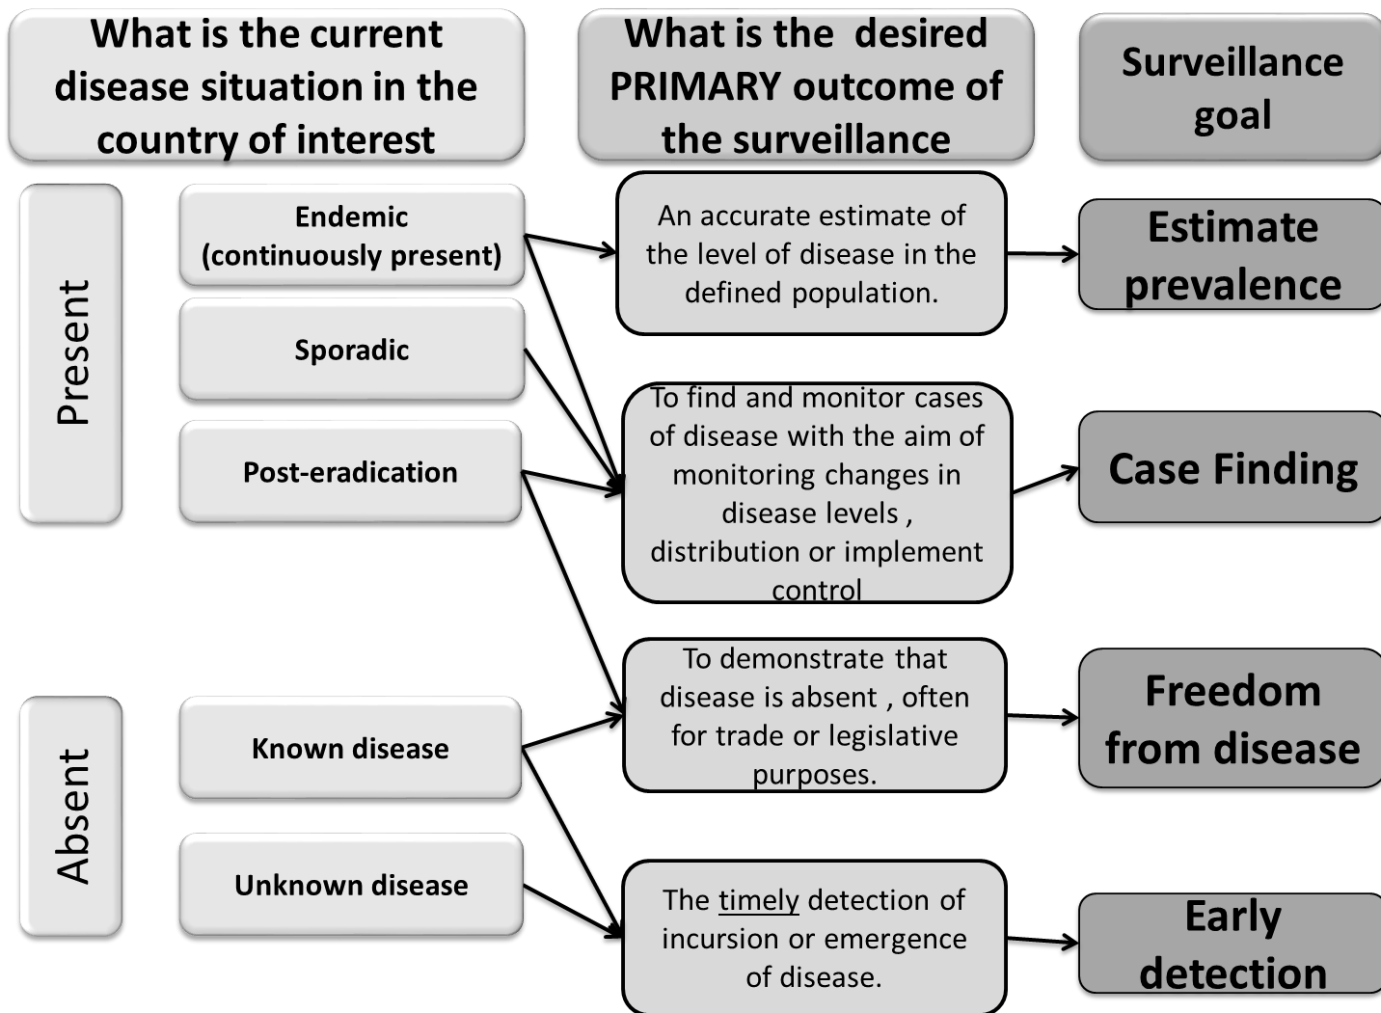 What is the current
disease situation in the
country of interest
What is the desired
PRIMARY outcome of
the surveillance
Surveillance
goal
Present
Endemic
(continuously present)
Sporadic
Post-eradication
An accurate estimate of
the level of disease in the
defined population.
Estimate
prevalence
To find and monitor cases
of disease with the aim of
monitoring changes in
disease levels ,
distribution or implement
control
Case Finding
Absent
Known disease
Unknown disease
To demonstrate that
disease is absent , often
for trade or legislative
purposes.
Freedom
from disease
The timely detection of
incursion or emergence
of disease.
Early
detection